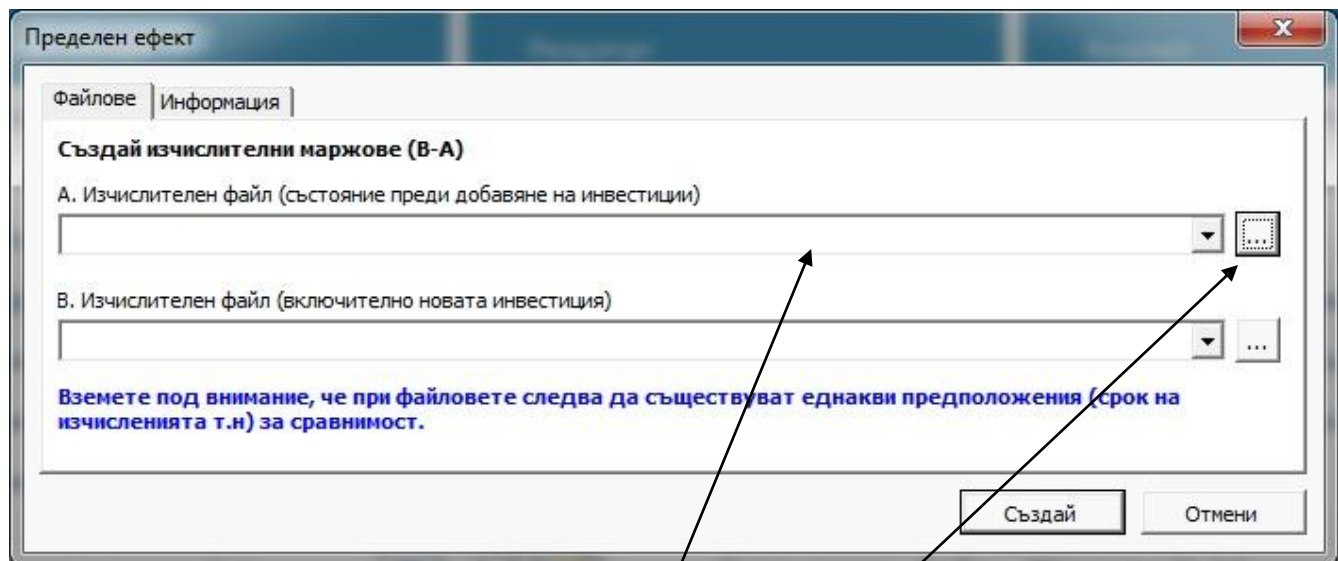 Пределен ефект
Файлове Информация
Създай изчислителни маржове (В-А)
А. Изчислителен файл (състояние преди добавяне на инвестиции)
...
В. Изчислителен файл (включително новата инвестиция)
...
Вземете под внимание, че при файловете следва да съществуват еднакви предположения (срок на
изчисленията т.н) за сравнимост.
Създай Отмени